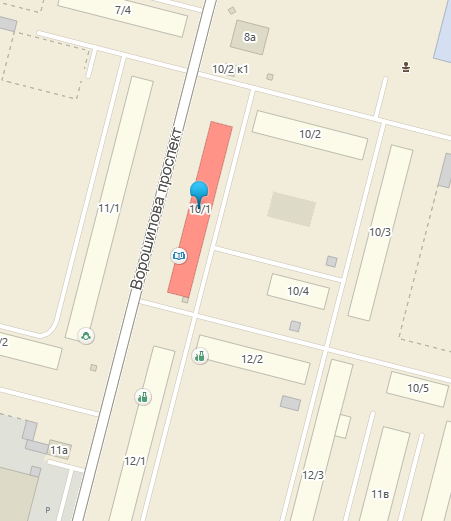 7/4
8а
10/2 к1
10/2
11/1
Ворошилова проспект
10/1
10/3
10/4
/2
12/2
10/5
11а
12/1
12/3
11в
P